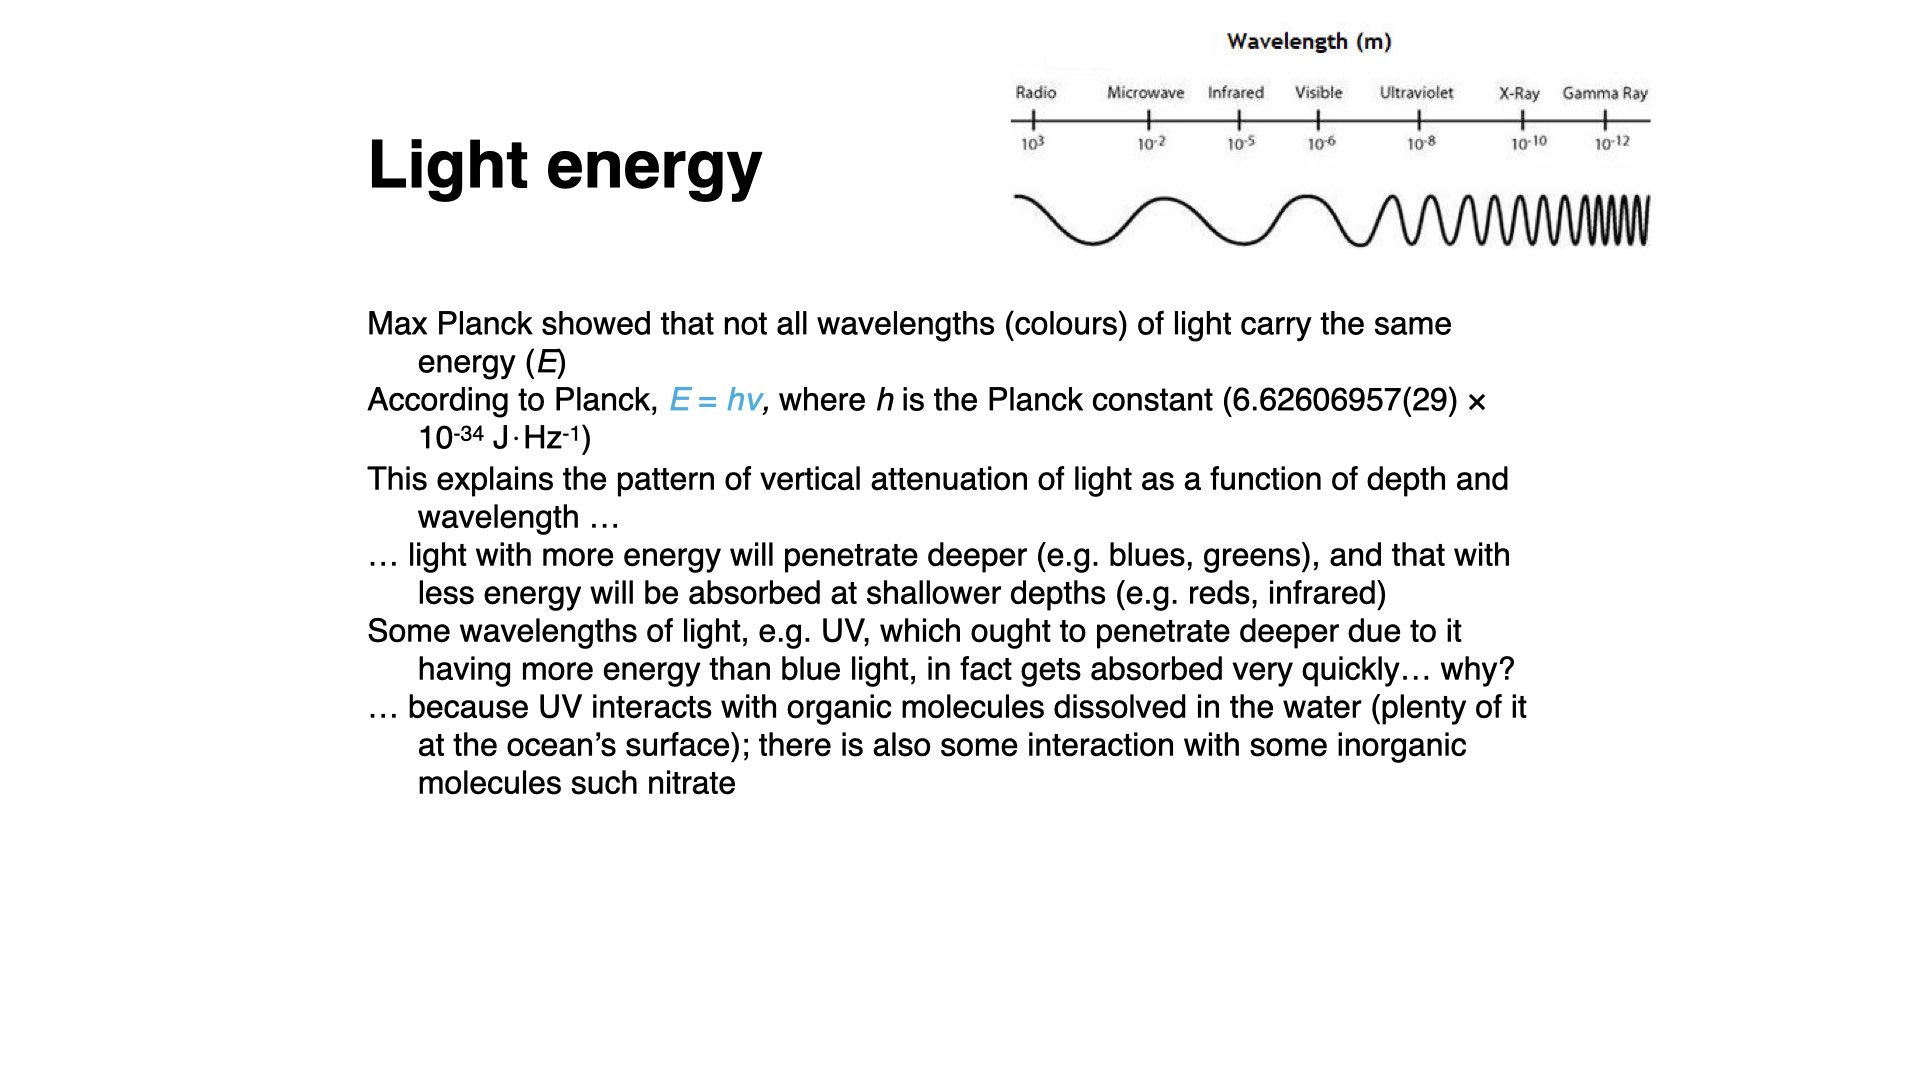 Wavelength (m)
Radio Microwave Infrared Visible Ultraviolet X-Ray Gamma Ray
10³ 10⁻² 10⁻⁵ 10⁻⁶ 10⁻⁸ 10⁻¹⁰ 10⁻¹²
Light energy
Max Planck showed that not all wavelengths (colours) of light carry the same
energy (E)
According to Planck, E = hv, where h is the Planck constant (6.62606957(29) ×
10⁻³⁴ J·Hz⁻¹)
This explains the pattern of vertical attenuation of light as a function of depth and
wavelength …
… light with more energy will penetrate deeper (e.g. blues, greens), and that with
less energy will be absorbed at shallower depths (e.g. reds, infrared)
Some wavelengths of light, e.g. UV, which ought to penetrate deeper due to it
having more energy than blue light, in fact gets absorbed very quickly… why?
… because UV interacts with organic molecules dissolved in the water (plenty of it
at the ocean’s surface); there is also some interaction with some inorganic
molecules such nitrate